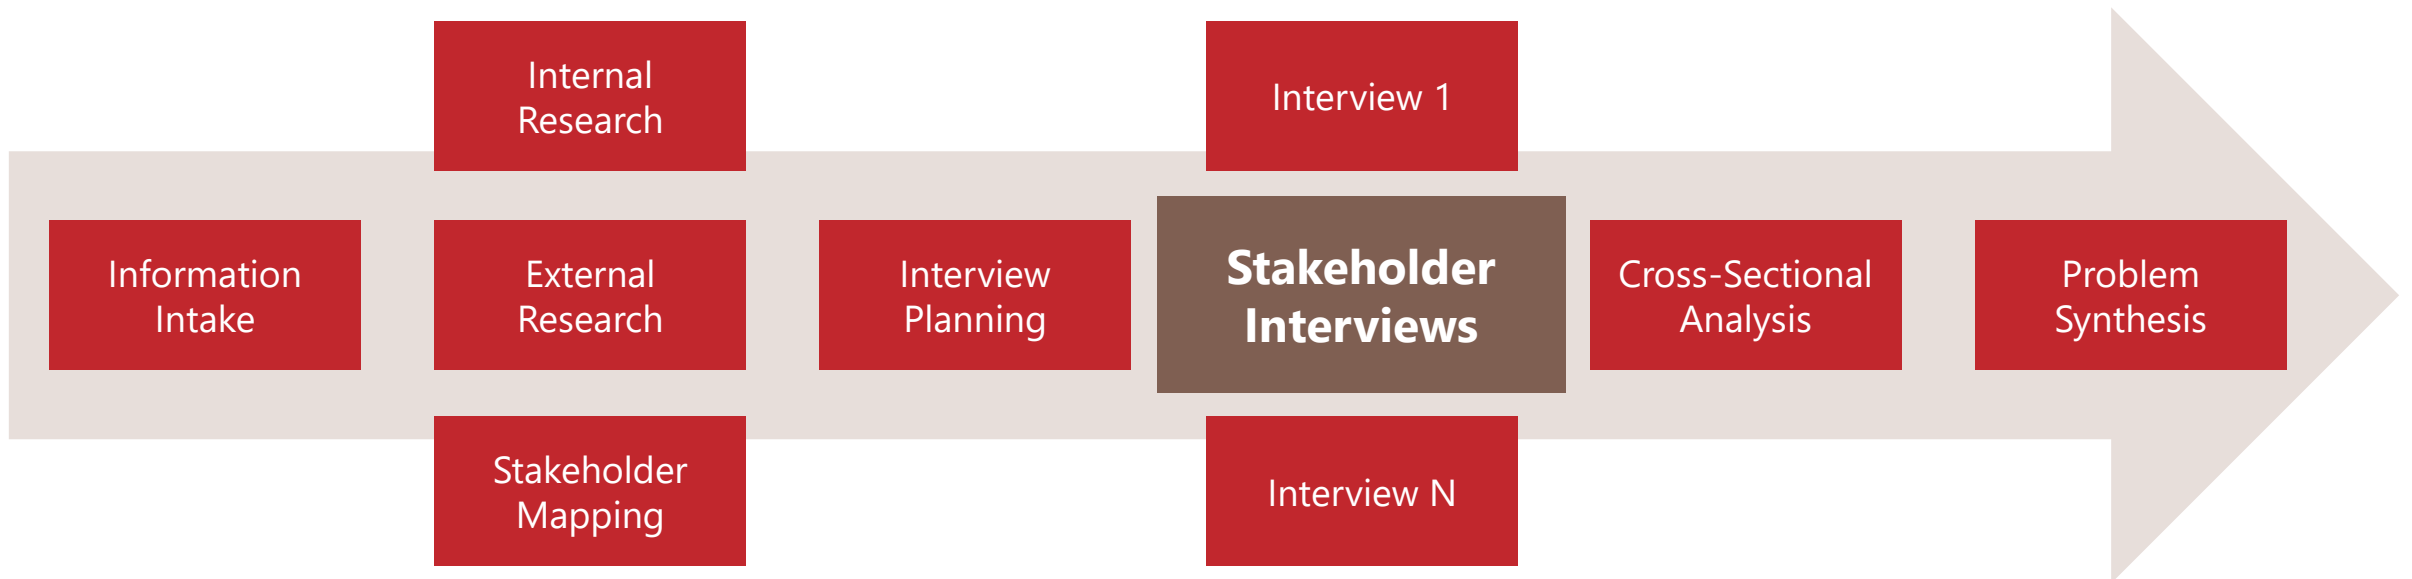 Information
Intake
Internal
Research
External
Research
Stakeholder
Mapping
Interview
Planning
Interview 1
Stakeholder
Interviews
Interview N
Cross-Sectional
Analysis
Problem
Synthesis